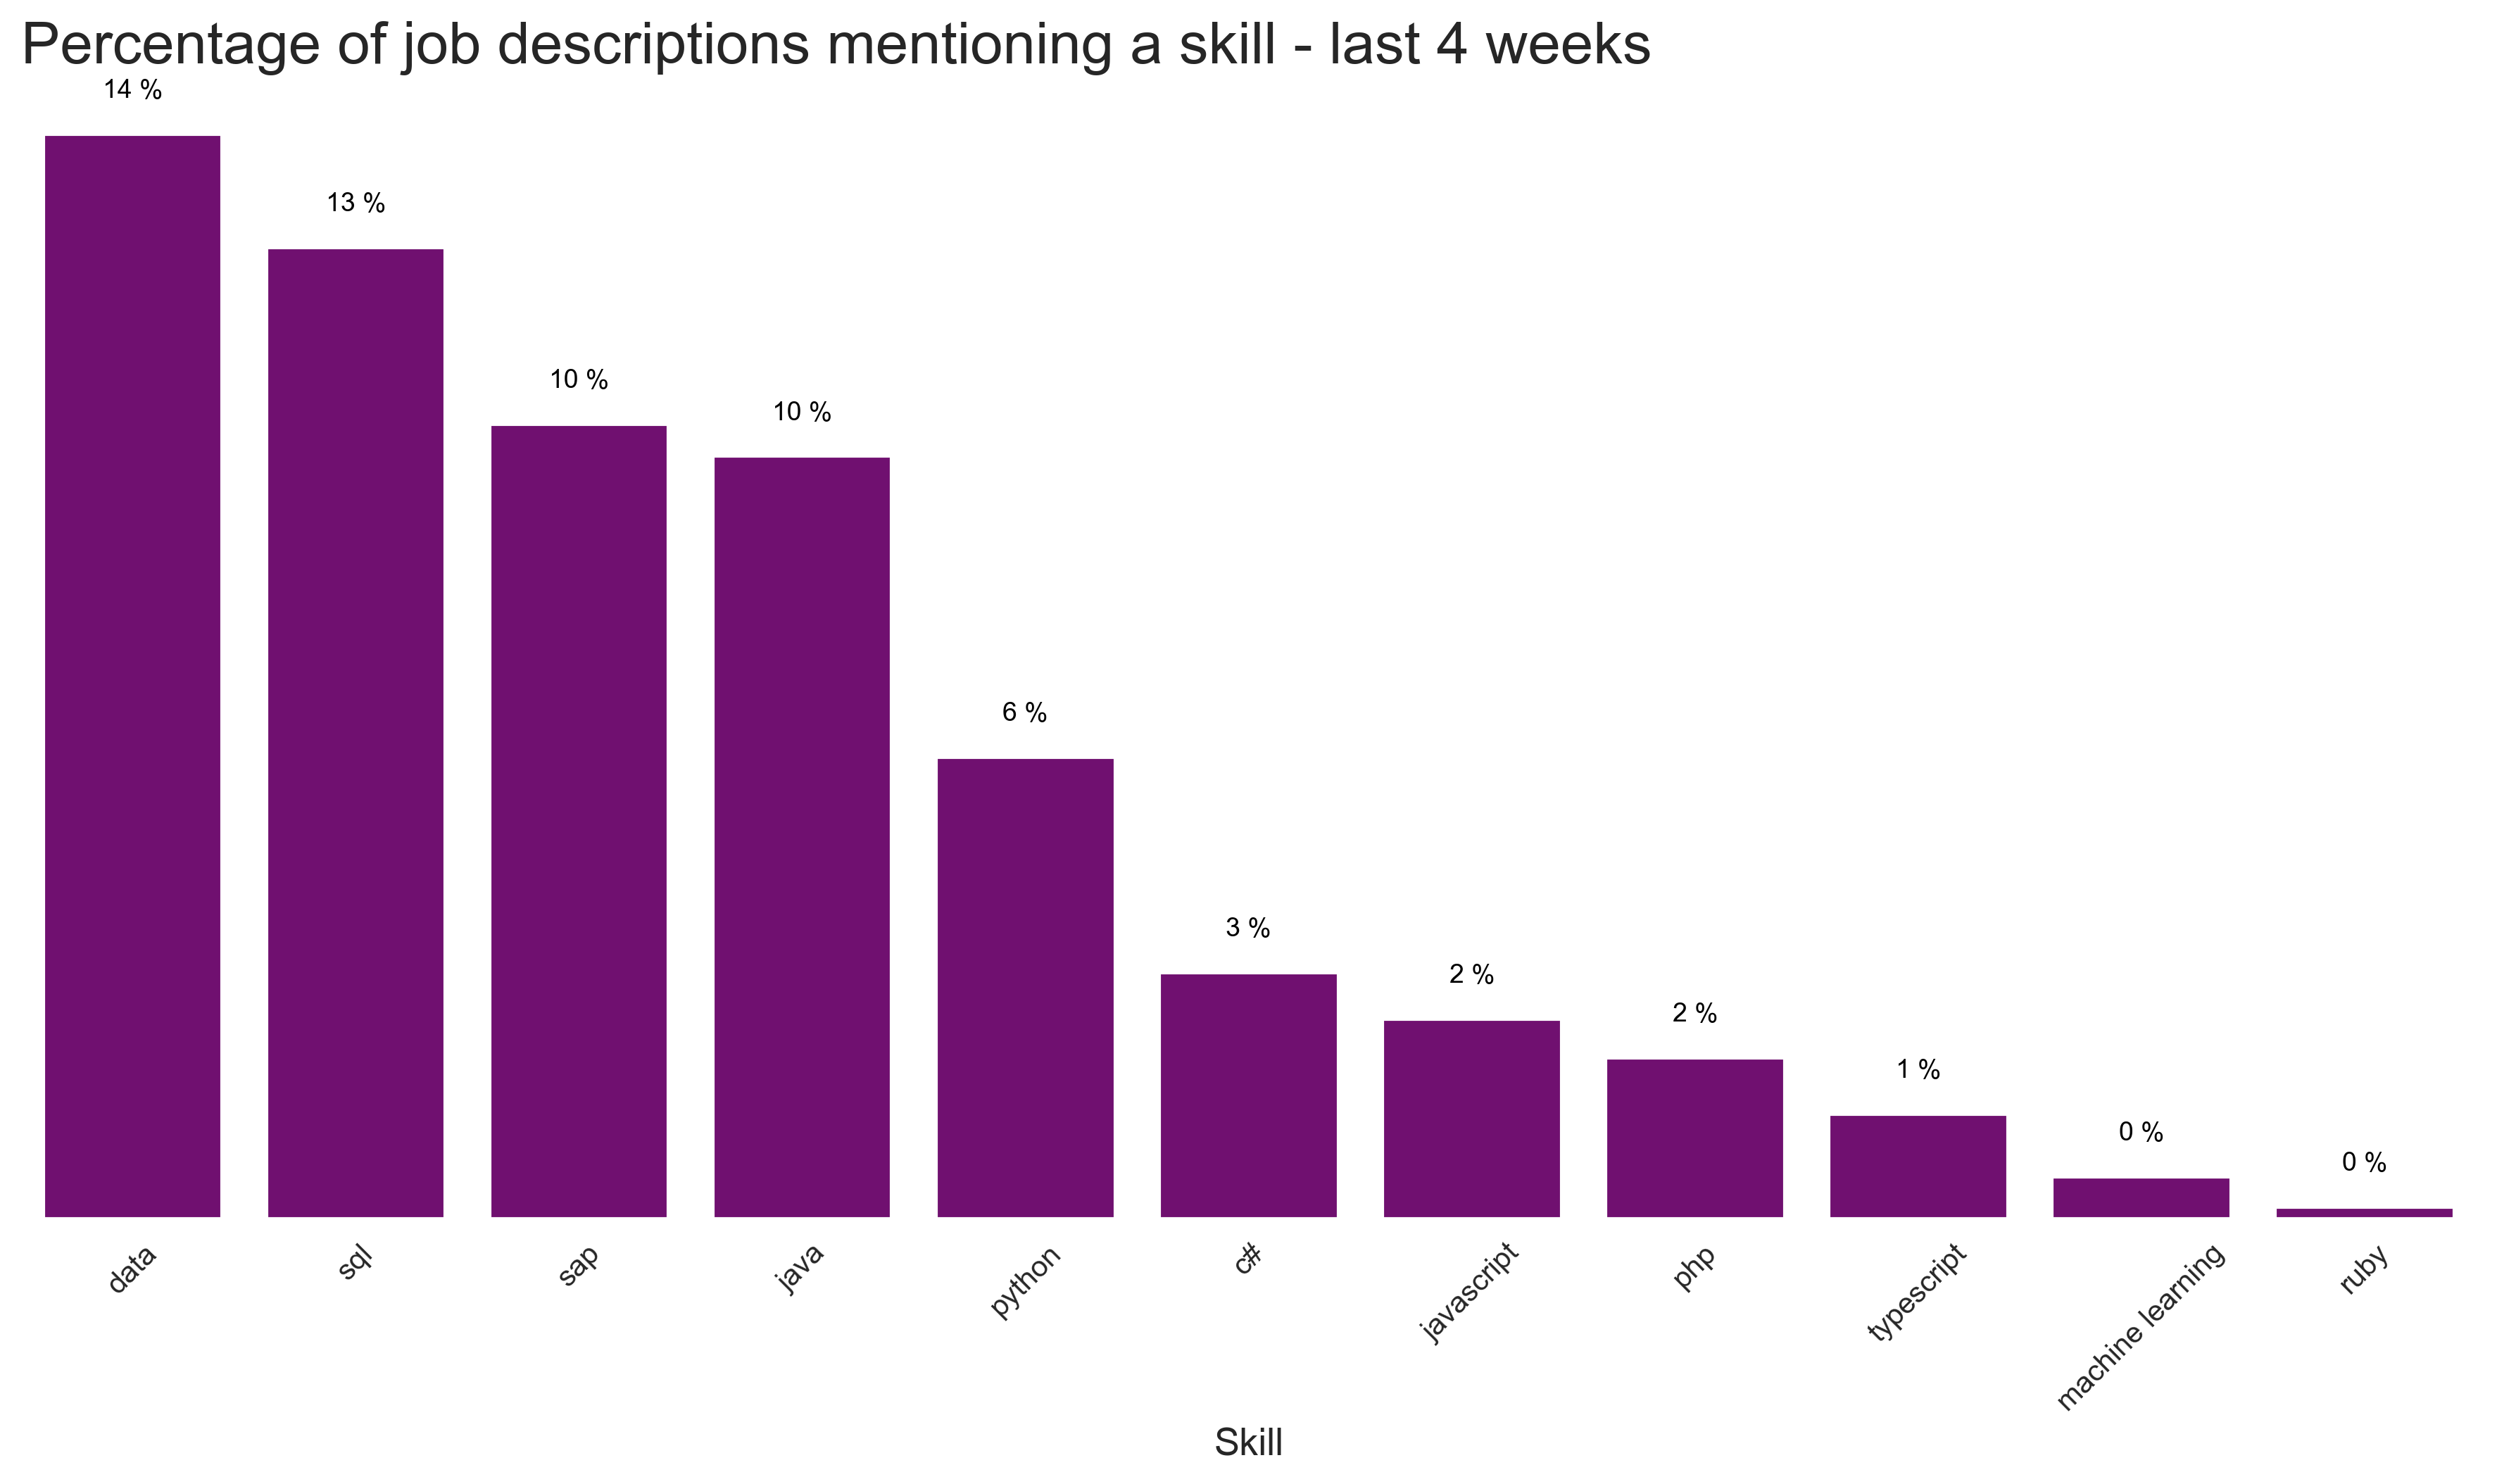 Percentage of job descriptions mentioning a skill - last 4 weeks
14 %
13 %
10 %
10 %
6 %
3 %
2 %
2 %
1 %
0 %
0 %
data
sql
sap
java
python
c#
javascript
php
typescript
machine learning
ruby
Skill